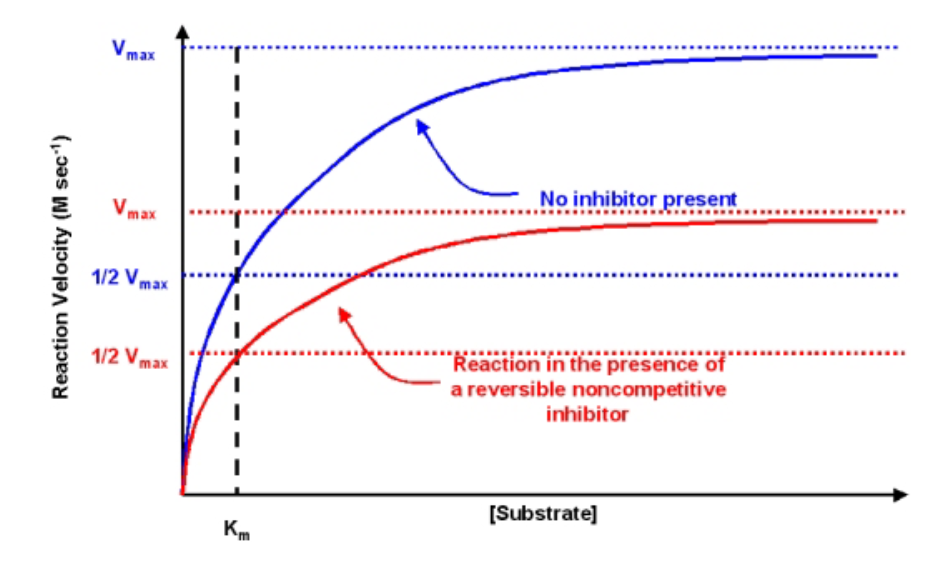 Vmax
Reaction Velocity (M sec-1)
No inhibitor present
Vmax
1/2 Vmax
1/2 Vmax
Reaction in the presence of
a reversible noncompetitive
inhibitor
[Substrate]
Km